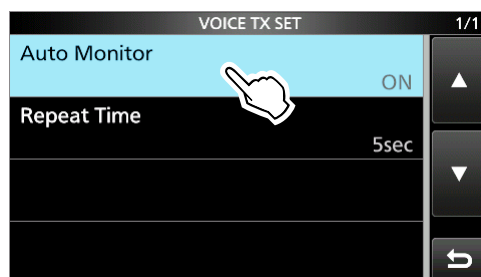 VOICE TX SET 1/1
Auto Monitor
ON
Repeat Time
5sec